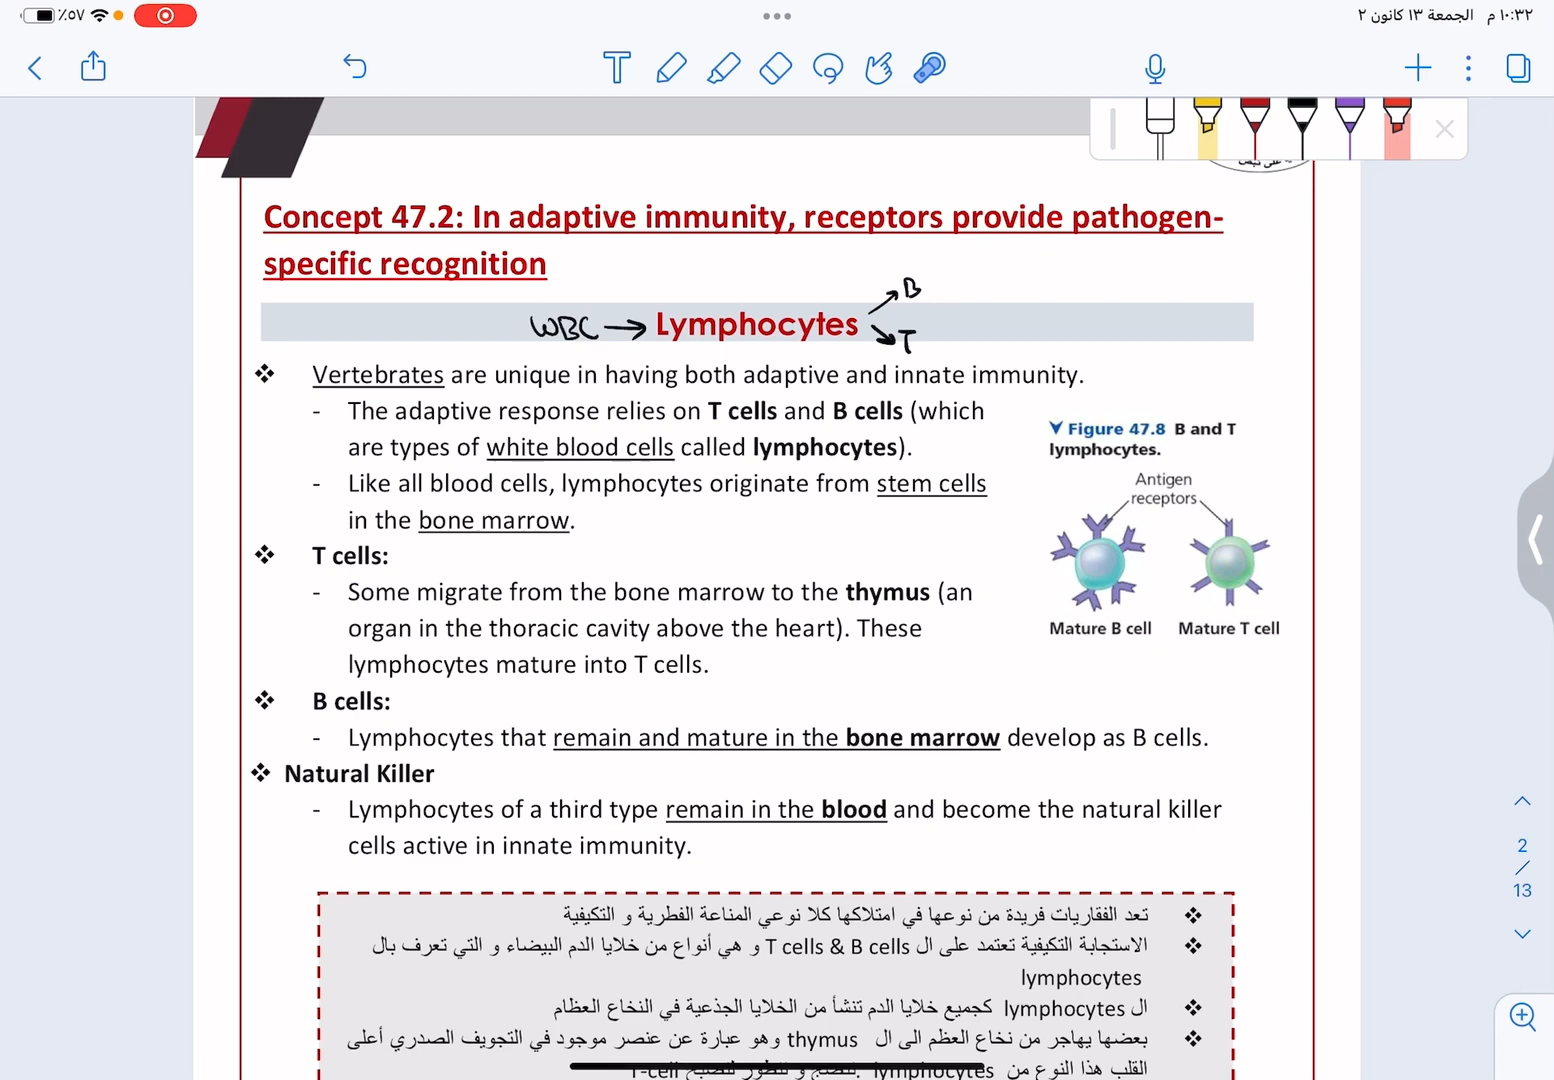 ٪٥٧
١٠:٣٢ م الجمعة ١٣ كانون ٢
Concept 47.2: In adaptive immunity, receptors provide pathogen-
specific recognition
WBC → Lymphocytes
B
T
❖ Vertebrates are unique in having both adaptive and innate immunity.
- The adaptive response relies on T cells and B cells (which
are types of white blood cells called lymphocytes).
- Like all blood cells, lymphocytes originate from stem cells
in the bone marrow.
Figure 47.8 B and T
lymphocytes.
Antigen
receptors
Mature B cell Mature T cell
❖ T cells:
- Some migrate from the bone marrow to the thymus (an
organ in the thoracic cavity above the heart). These
lymphocytes mature into T cells.
❖ B cells:
- Lymphocytes that remain and mature in the bone marrow develop as B cells.
❖ Natural Killer
- Lymphocytes of a third type remain in the blood and become the natural killer
cells active in innate immunity.
❖ تعد الفقاريات فريدة من نوعها في امتلاكها كلا نوعي المناعة الفطرية و التكيفية
❖ الاستجابة التكيفية تعتمد على ال T cells & B cells و هي أنواع من خلايا الدم البيضاء و التي تعرف بال
lymphocytes
❖ ال lymphocytes كجميع خلايا الدم تنشأ من الخلايا الجذعية في النخاع العظام
❖ بعضها يهاجر من نخاع العظم الى ال thymus وهو عبارة عن عنصر موجود في التجويف الصدري أعلى
القلب هذا النوع من lymphocytes
2
/
13